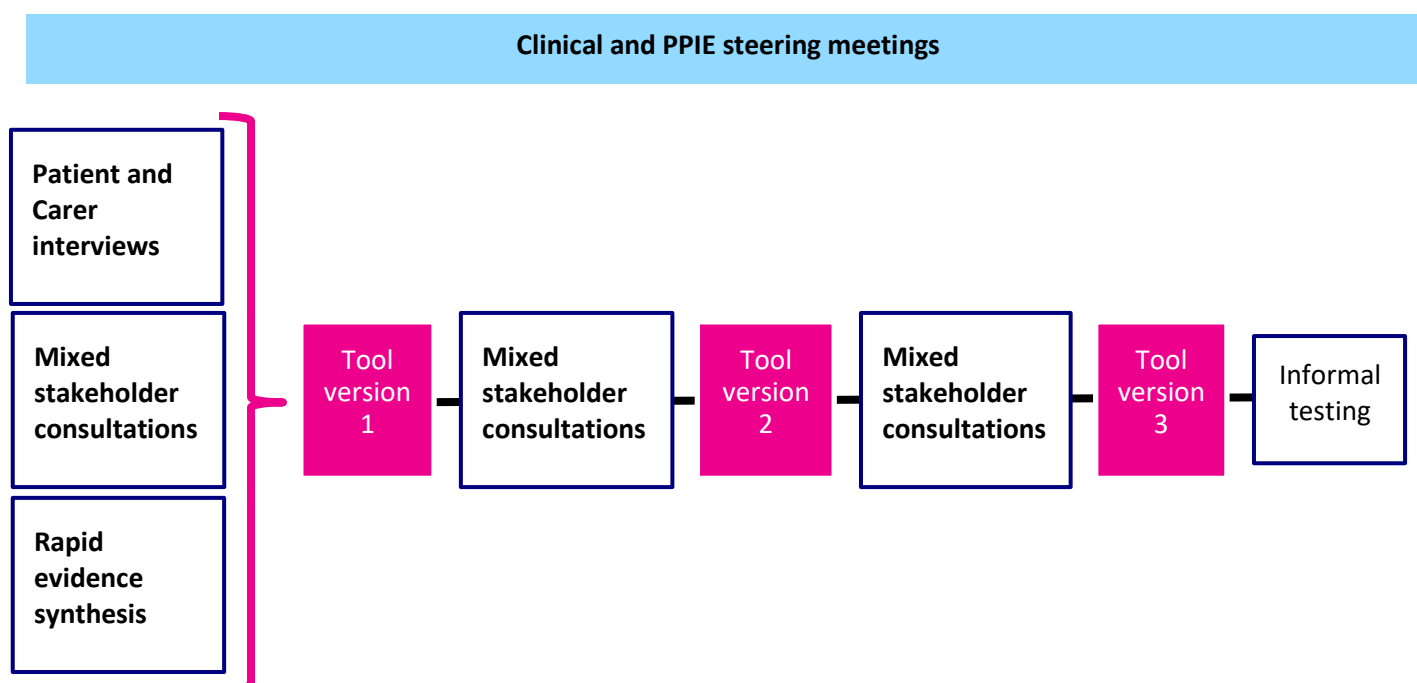 Clinical and PPIE steering meetings
Patient and
Carer
interviews
Mixed
stakeholder
consultations
Rapid
evidence
synthesis
Tool
version
1
Mixed
stakeholder
consultations
Tool
version
2
Mixed
stakeholder
consultations
Tool
version
3
Informal
testing